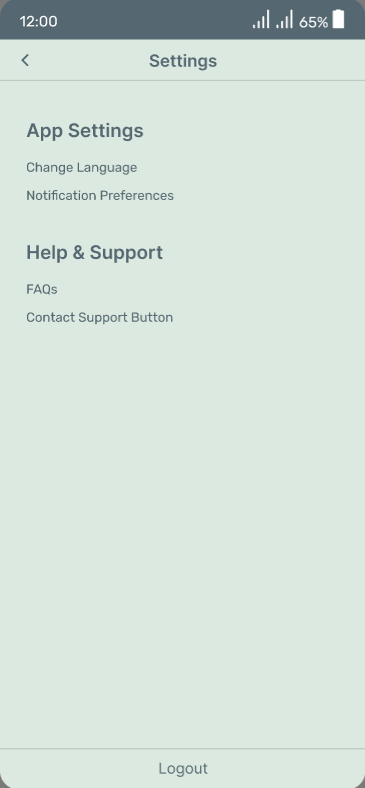 12:00 65%
Settings
App Settings
Change Language
Notification Preferences
Help & Support
FAQs
Contact Support Button
Logout